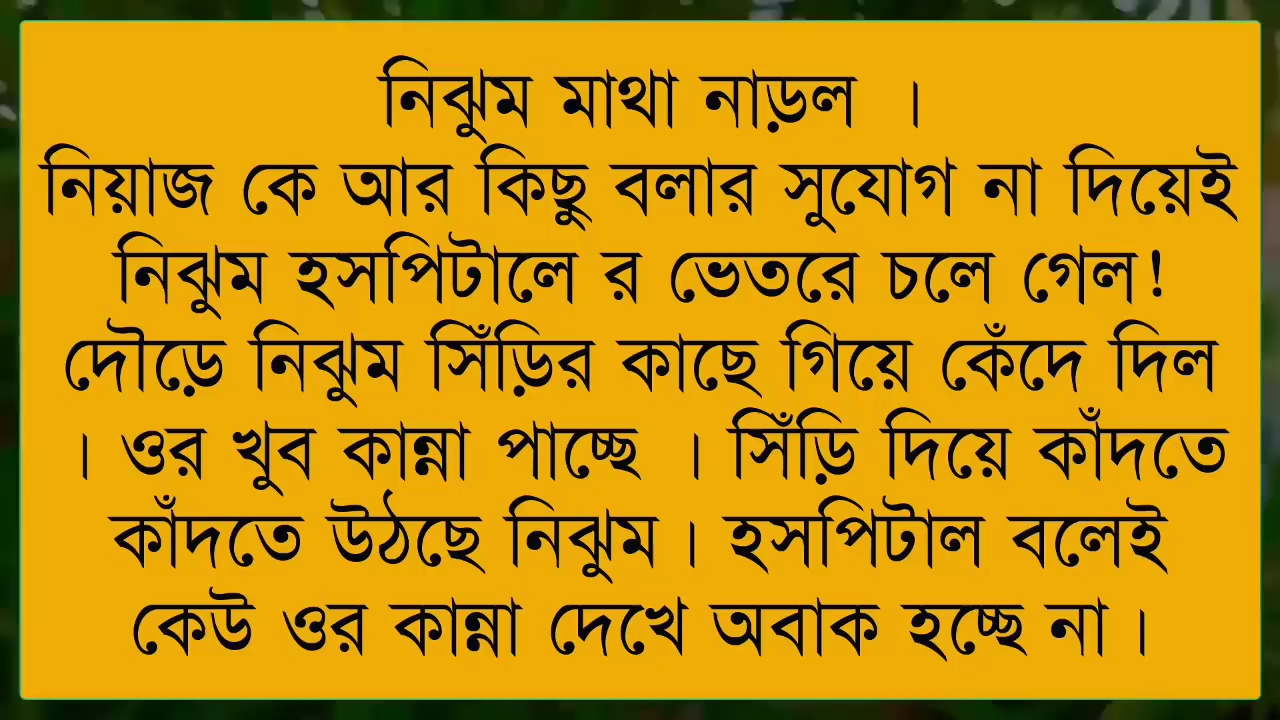 নিঝুম মাথা নাড়ল ।
নিয়াজ কে আর কিছু বলার সুযোগ না দিয়েই
নিঝুম হসপিটালে র ভেতরে চলে গেল!
দৌড়ে নিঝুম সিঁড়ির কাছে গিয়ে কেঁদে দিল
। ওর খুব কান্না পাচ্ছে । সিঁড়ি দিয়ে কাঁদতে
কাঁদতে উঠছে নিঝুম । হসপিটাল বলেই
কেউ ওর কান্না দেখে অবাক হচ্ছে না ।